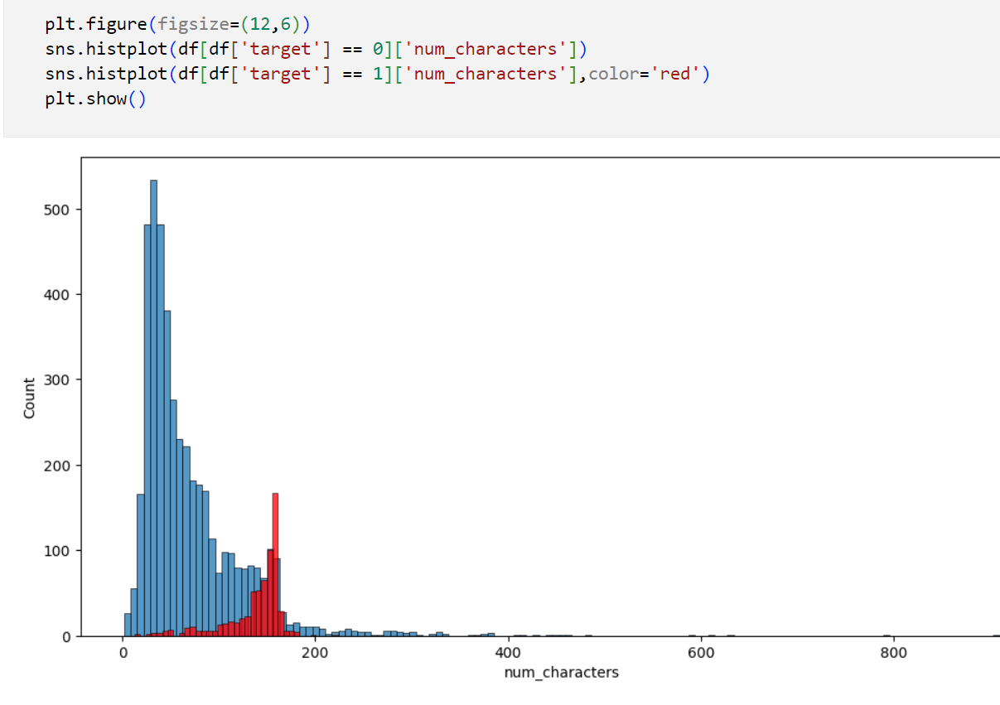 plt.figure(figsize=(12,6))
sns.histplot(df[df['target'] == 0]['num_characters'])
sns.histplot(df[df['target'] == 1]['num_characters'],color='red')
plt.show()
500
400
300
200
100
0
Count
0
200
400
600
800
num_characters